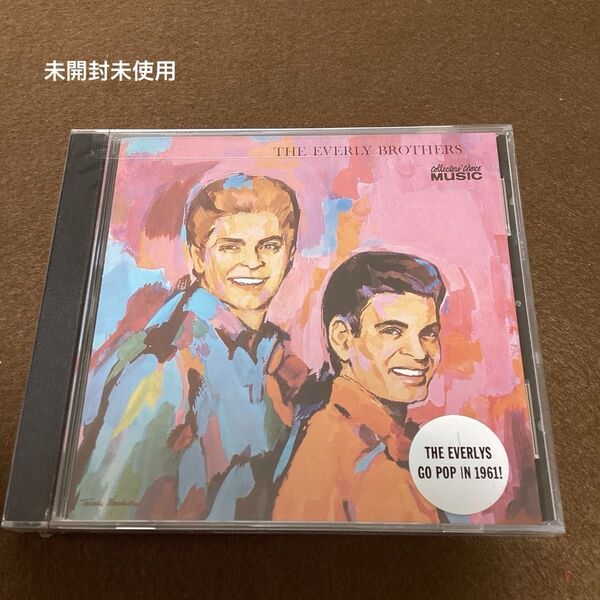 未開封未使用
THE EVERLY BROTHERS
collectors' choice
MUSIC
THE EVERLYS
GO POP IN 1961!